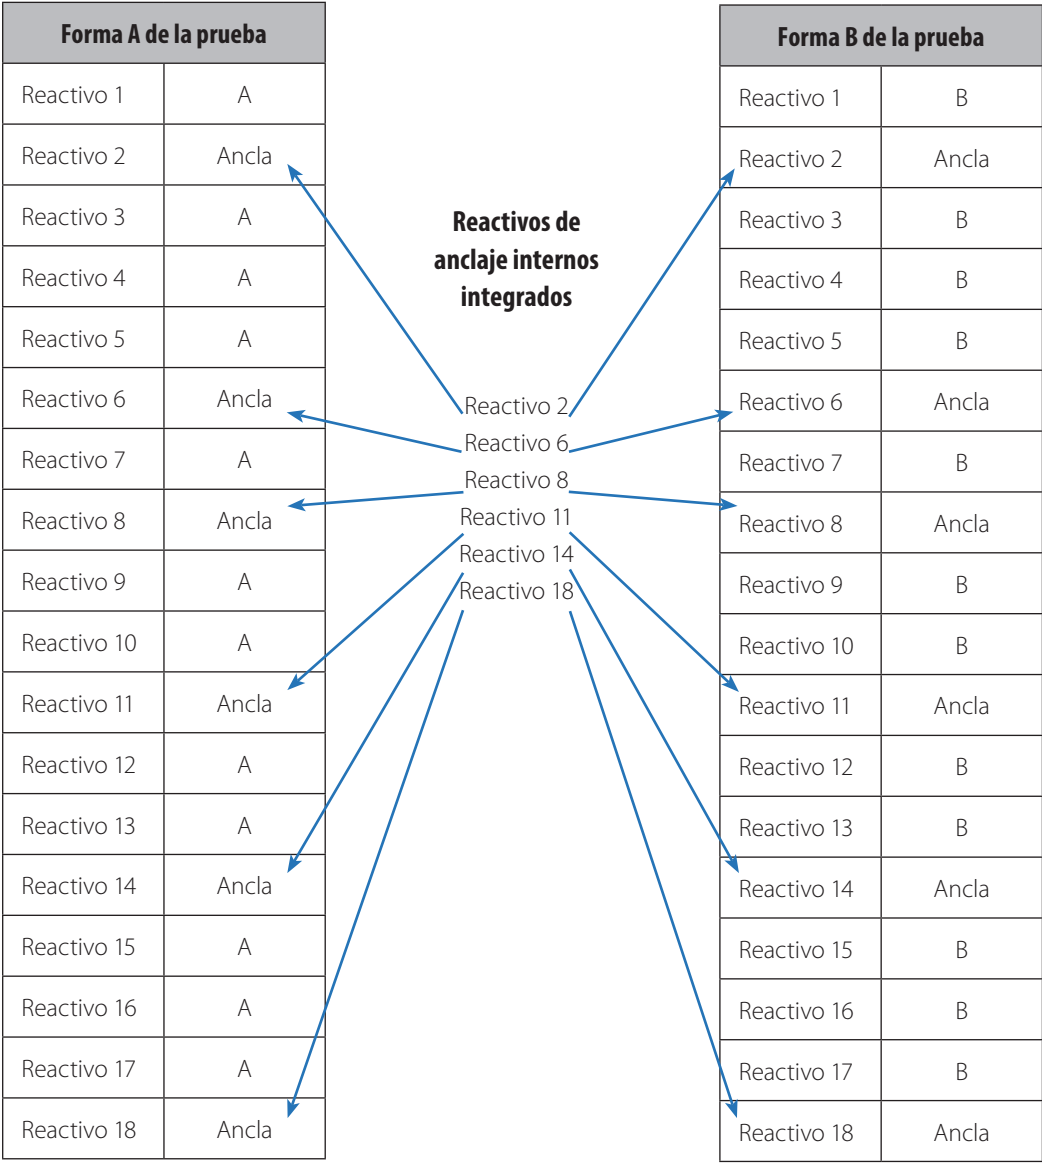 Forma A de la prueba
Reactivo 1 A
Reactivo 2 Ancla
Reactivo 3 A
Reactivo 4 A
Reactivo 5 A
Reactivo 6 Ancla
Reactivo 7 A
Reactivo 8 Ancla
Reactivo 9 A
Reactivo 10 A
Reactivo 11 Ancla
Reactivo 12 A
Reactivo 13 A
Reactivo 14 Ancla
Reactivo 15 A
Reactivo 16 A
Reactivo 17 A
Reactivo 18 Ancla
Reactivos de
anclaje internos
integrados
Reactivo 2
Reactivo 6
Reactivo 8
Reactivo 11
Reactivo 14
Reactivo 18
Forma B de la prueba
Reactivo 1 B
Reactivo 2 Ancla
Reactivo 3 B
Reactivo 4 B
Reactivo 5 B
Reactivo 6 Ancla
Reactivo 7 B
Reactivo 8 Ancla
Reactivo 9 B
Reactivo 10 B
Reactivo 11 Ancla
Reactivo 12 B
Reactivo 13 B
Reactivo 14 Ancla
Reactivo 15 B
Reactivo 16 B
Reactivo 17 B
Reactivo 18 Ancla